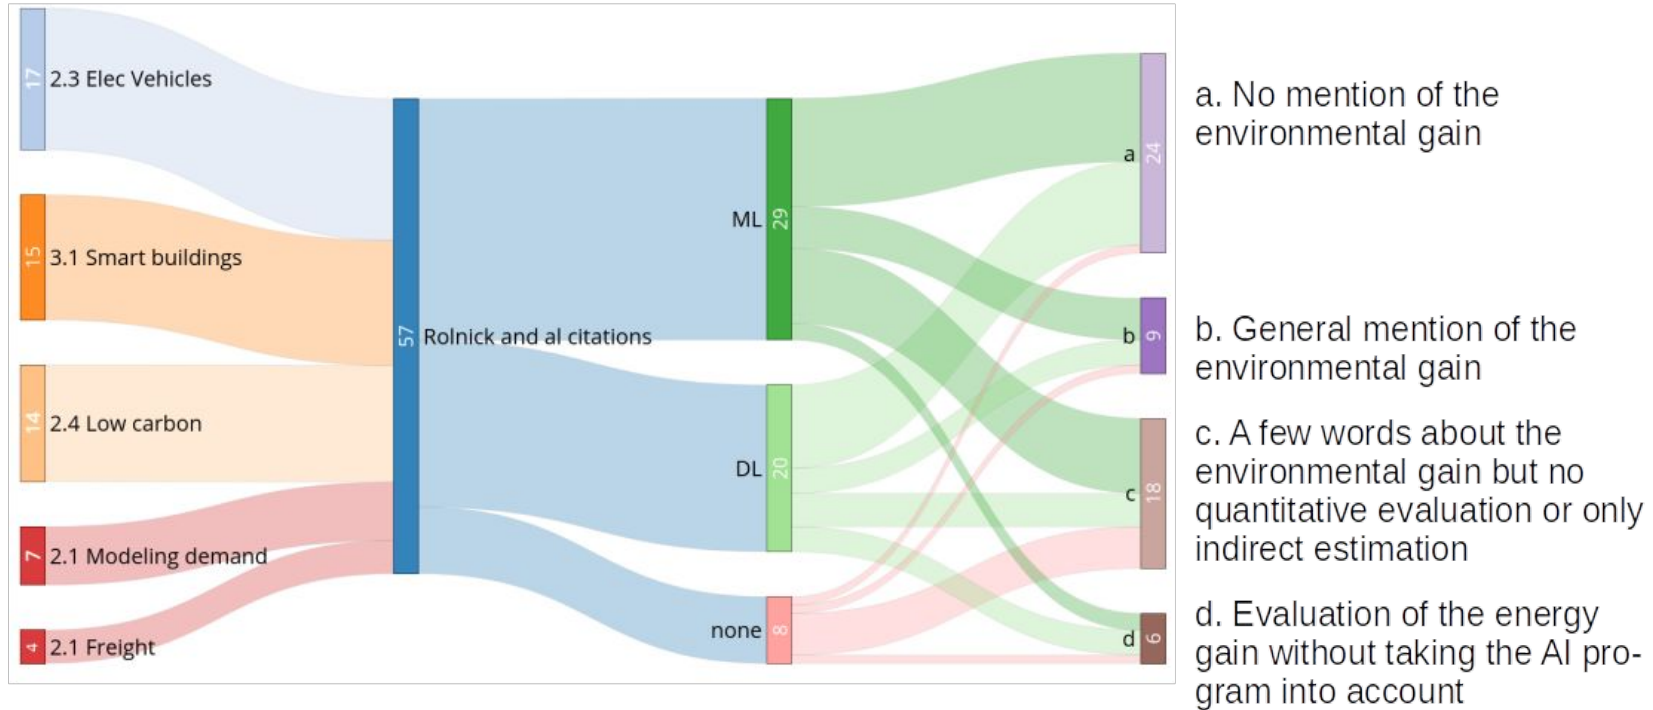 17
2.3 Elec Vehicles
15
3.1 Smart buildings
14
2.4 Low carbon
7
2.1 Modeling demand
4
2.1 Freight
57
Rolnick and al citations
ML
29
DL
20
none
8
a
24
b
9
c
18
d
6
a. No mention of the
environmental gain
b. General mention of the
environmental gain
c. A few words about the
environmental gain but no
quantitative evaluation or only
indirect estimation
d. Evaluation of the energy
gain without taking the AI pro-
gram into account